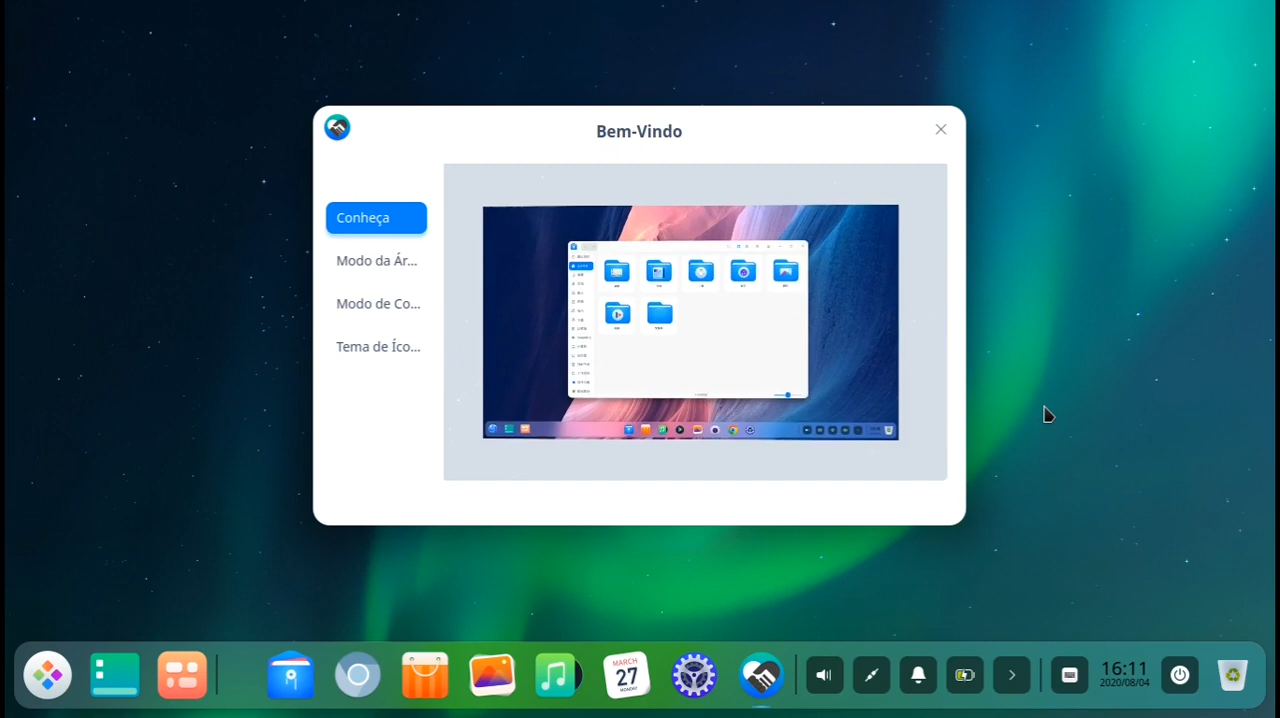 Bem-Vindo
Conheça
Modo da Ár...
Modo de Co...
Tema de Íco...
MARCH
27
MONDAY
16:11
2020/08/04